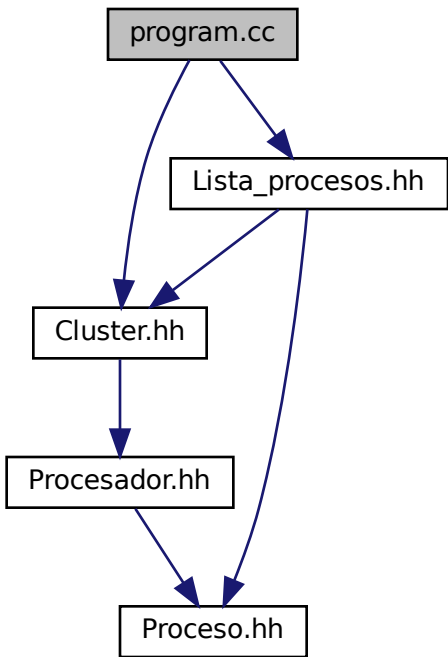 program.cc
Lista_procesos.hh
Cluster.hh
Procesador.hh
Proceso.hh